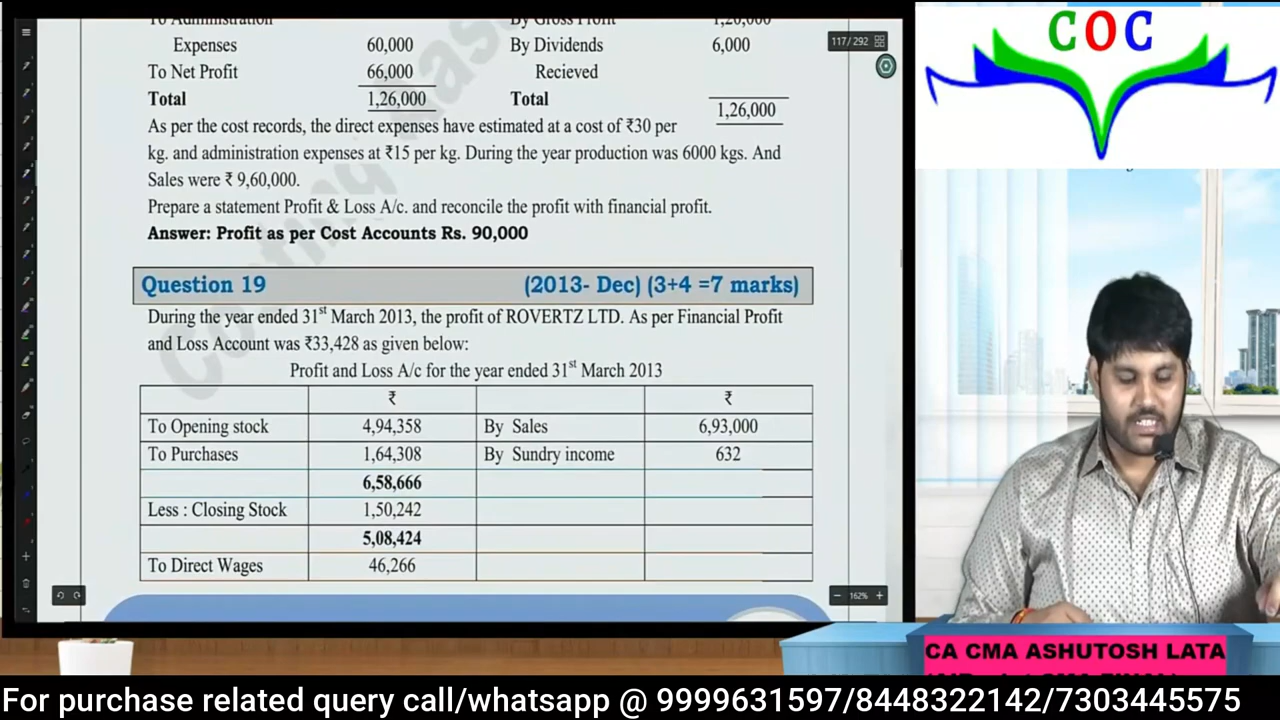 COC
117/ 292
To Administration By Gross Profit 1,20,000
Expenses 60,000 By Dividends 6,000
To Net Profit 66,000 Recieved
Total 1,26,000 Total 1,26,000
As per the cost records, the direct expenses have estimated at a cost of ₹30 per
kg. and administration expenses at ₹15 per kg. During the year production was 6000 kgs. And
Sales were ₹ 9,60,000.
Prepare a statement Profit & Loss A/c. and reconcile the profit with financial profit.
Answer: Profit as per Cost Accounts Rs. 90,000
Question 19 (2013- Dec) (3+4 =7 marks)
During the year ended 31st March 2013, the profit of ROVERTZ LTD. As per Financial Profit
and Loss Account was ₹33,428 as given below:
Profit and Loss A/c for the year ended 31st March 2013
₹ ₹
To Opening stock 4,94,358 By Sales 6,93,000
To Purchases 1,64,308 By Sundry income 632
6,58,666
Less : Closing Stock 1,50,242
5,08,424
To Direct Wages 46,266
162%
CA CMA ASHUTOSH LATA
For purchase related query call/whatsapp @ 9999631597/8448322142/7303445575